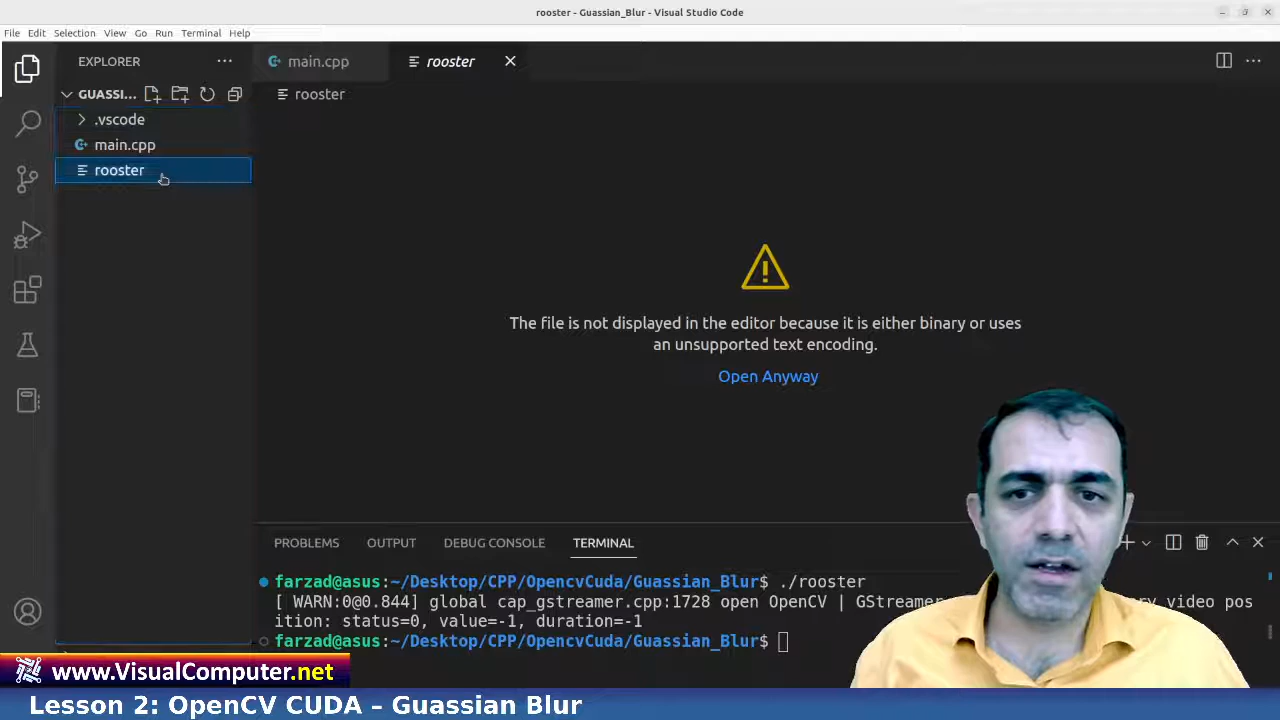 rooster - Guassian_Blur - Visual Studio Code
File Edit Selection View Go Run Terminal Help
EXPLORER
main.cpp
rooster
GUASSI...
rooster
.vscode
main.cpp
rooster
The file is not displayed in the editor because it is either binary or uses
an unsupported text encoding.
Open Anyway
PROBLEMS OUTPUT DEBUG CONSOLE TERMINAL
farzad@asus:~/Desktop/CPP/OpencvCuda/Guassian_Blur$ ./rooster
[ WARN:0@0.844] global cap_gstreamer.cpp:1728 open OpenCV | GStreamer video pos
ition: status=0, value=-1, duration=-1
farzad@asus:~/Desktop/CPP/OpencvCuda/Guassian_Blur$
www.VisualComputer.net
Lesson 2: OpenCV CUDA – Guassian Blur